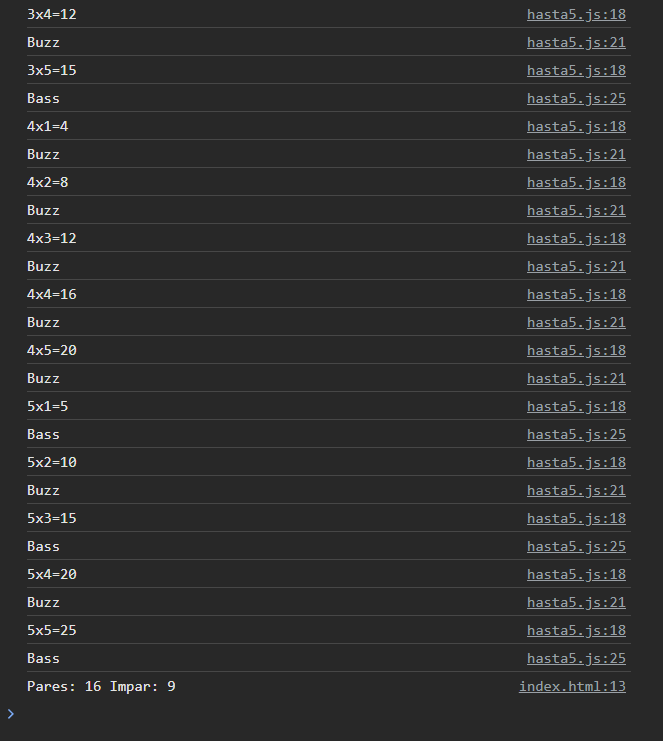 3x4=12 hasta5.js:18
Buzz hasta5.js:21
3x5=15 hasta5.js:18
Bass hasta5.js:25
4x1=4 hasta5.js:18
Buzz hasta5.js:21
4x2=8 hasta5.js:18
Buzz hasta5.js:21
4x3=12 hasta5.js:18
Buzz hasta5.js:21
4x4=16 hasta5.js:18
Buzz hasta5.js:21
4x5=20 hasta5.js:18
Buzz hasta5.js:21
5x1=5 hasta5.js:18
Bass hasta5.js:25
5x2=10 hasta5.js:18
Buzz hasta5.js:21
5x3=15 hasta5.js:18
Bass hasta5.js:25
5x4=20 hasta5.js:18
Buzz hasta5.js:21
5x5=25 hasta5.js:18
Bass hasta5.js:25
Pares: 16 Impar: 9 index.html:13